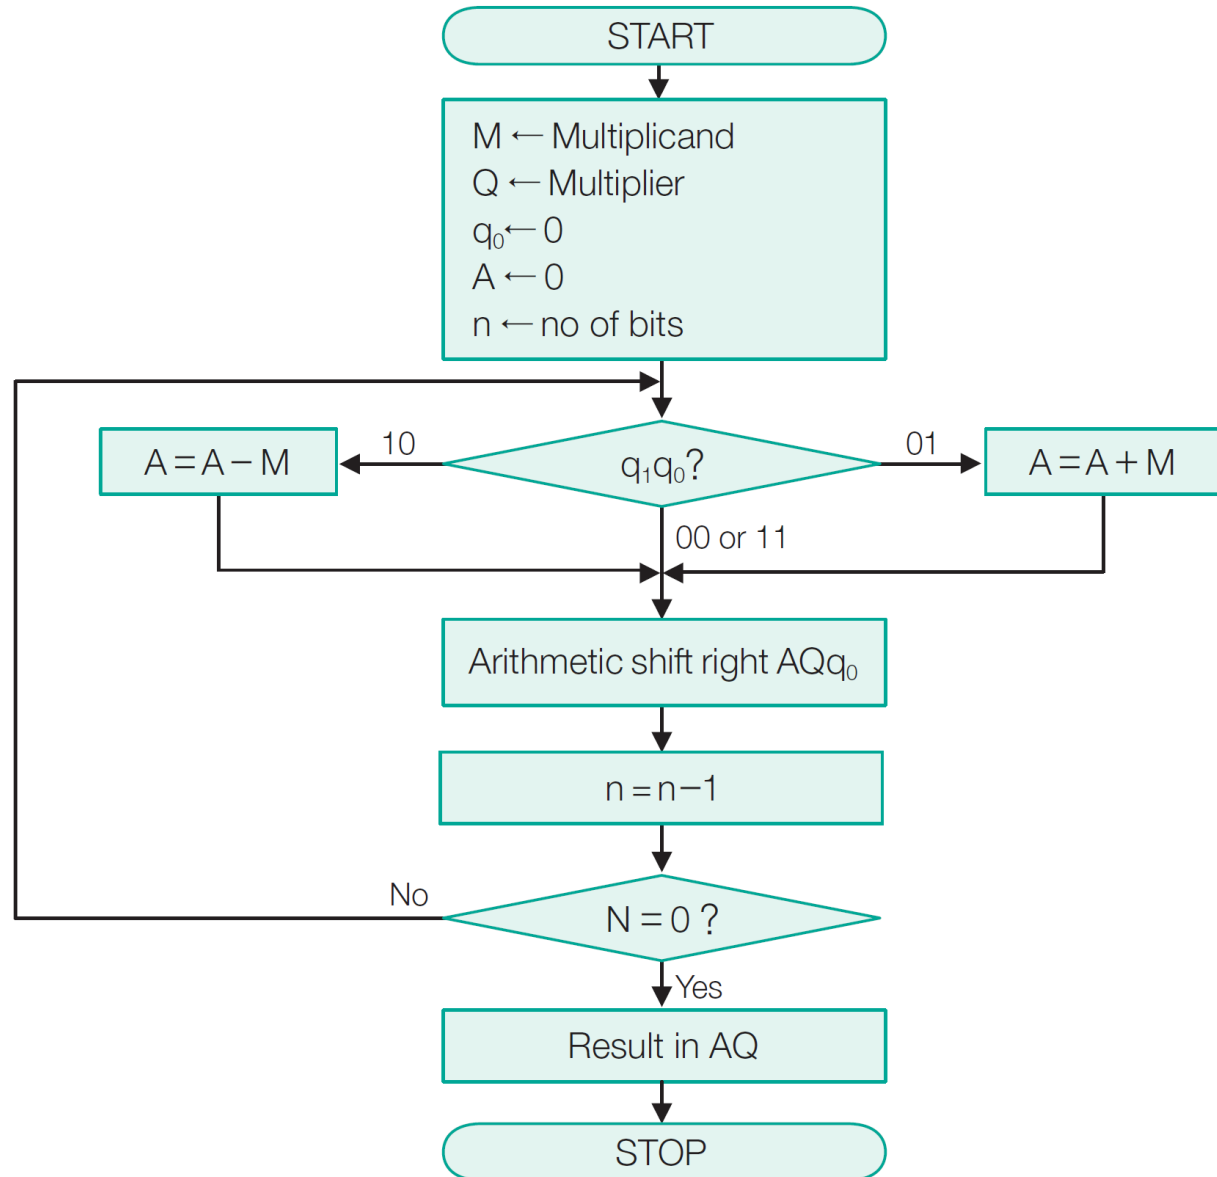 START
M ← Multiplicand
Q ← Multiplier
q₀ ← 0
A ← 0
n ← no of bits
10
q₁q₀?
01
A = A – M
A = A + M
00 or 11
Arithmetic shift right AQq₀
n = n–1
No
N = 0 ?
Yes
Result in AQ
STOP